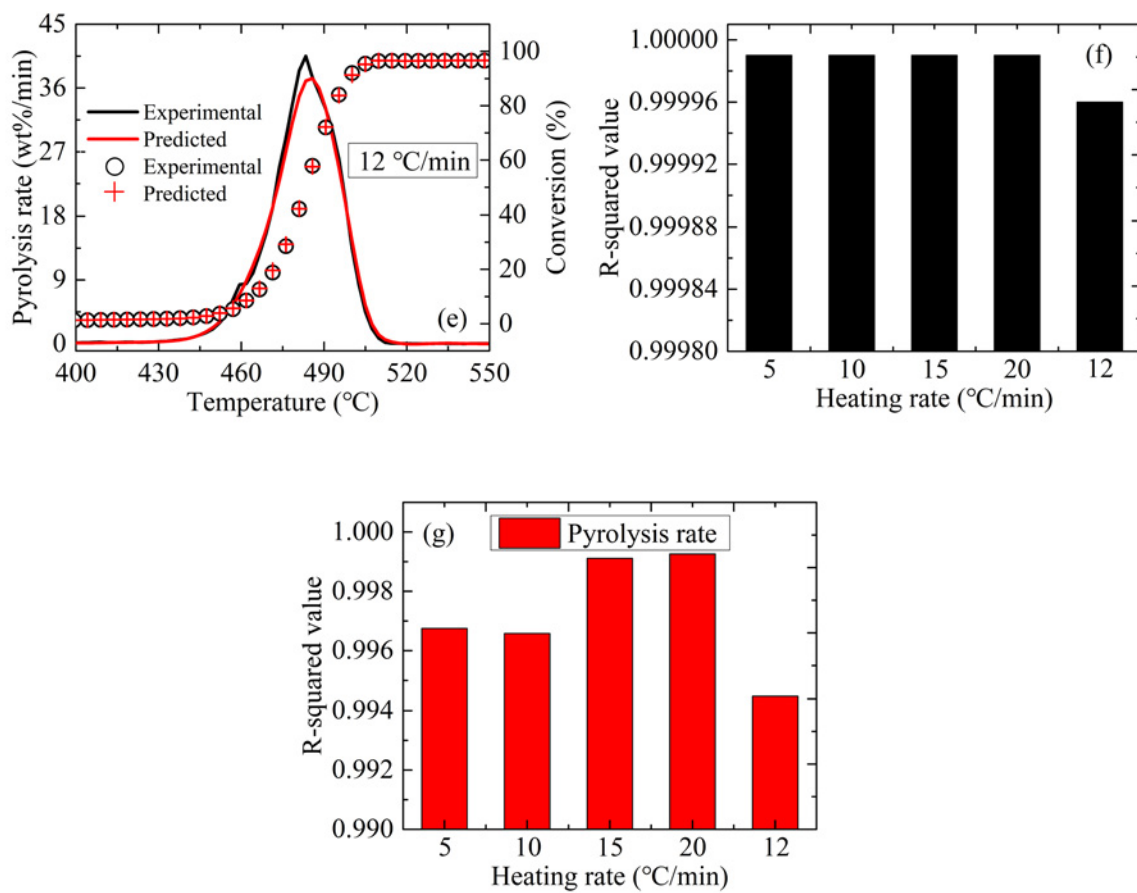 45
36
27
18
9
0
Pyrolysis rate (wt%/min)
Experimental
Predicted
Experimental
Predicted
12 °C/min
(e)
100
80
60
40
20
0
Conversion (%)
400 430 460 490 520 550
Temperature (°C)
1.00000
0.99996
0.99992
0.99988
0.99984
0.99980
R-squared value
(f)
5 10 15 20 12
Heating rate (°C/min)
1.000
0.998
0.996
0.994
0.992
0.990
R-squared value
(g)
Pyrolysis rate
5 10 15 20 12
Heating rate (°C/min)